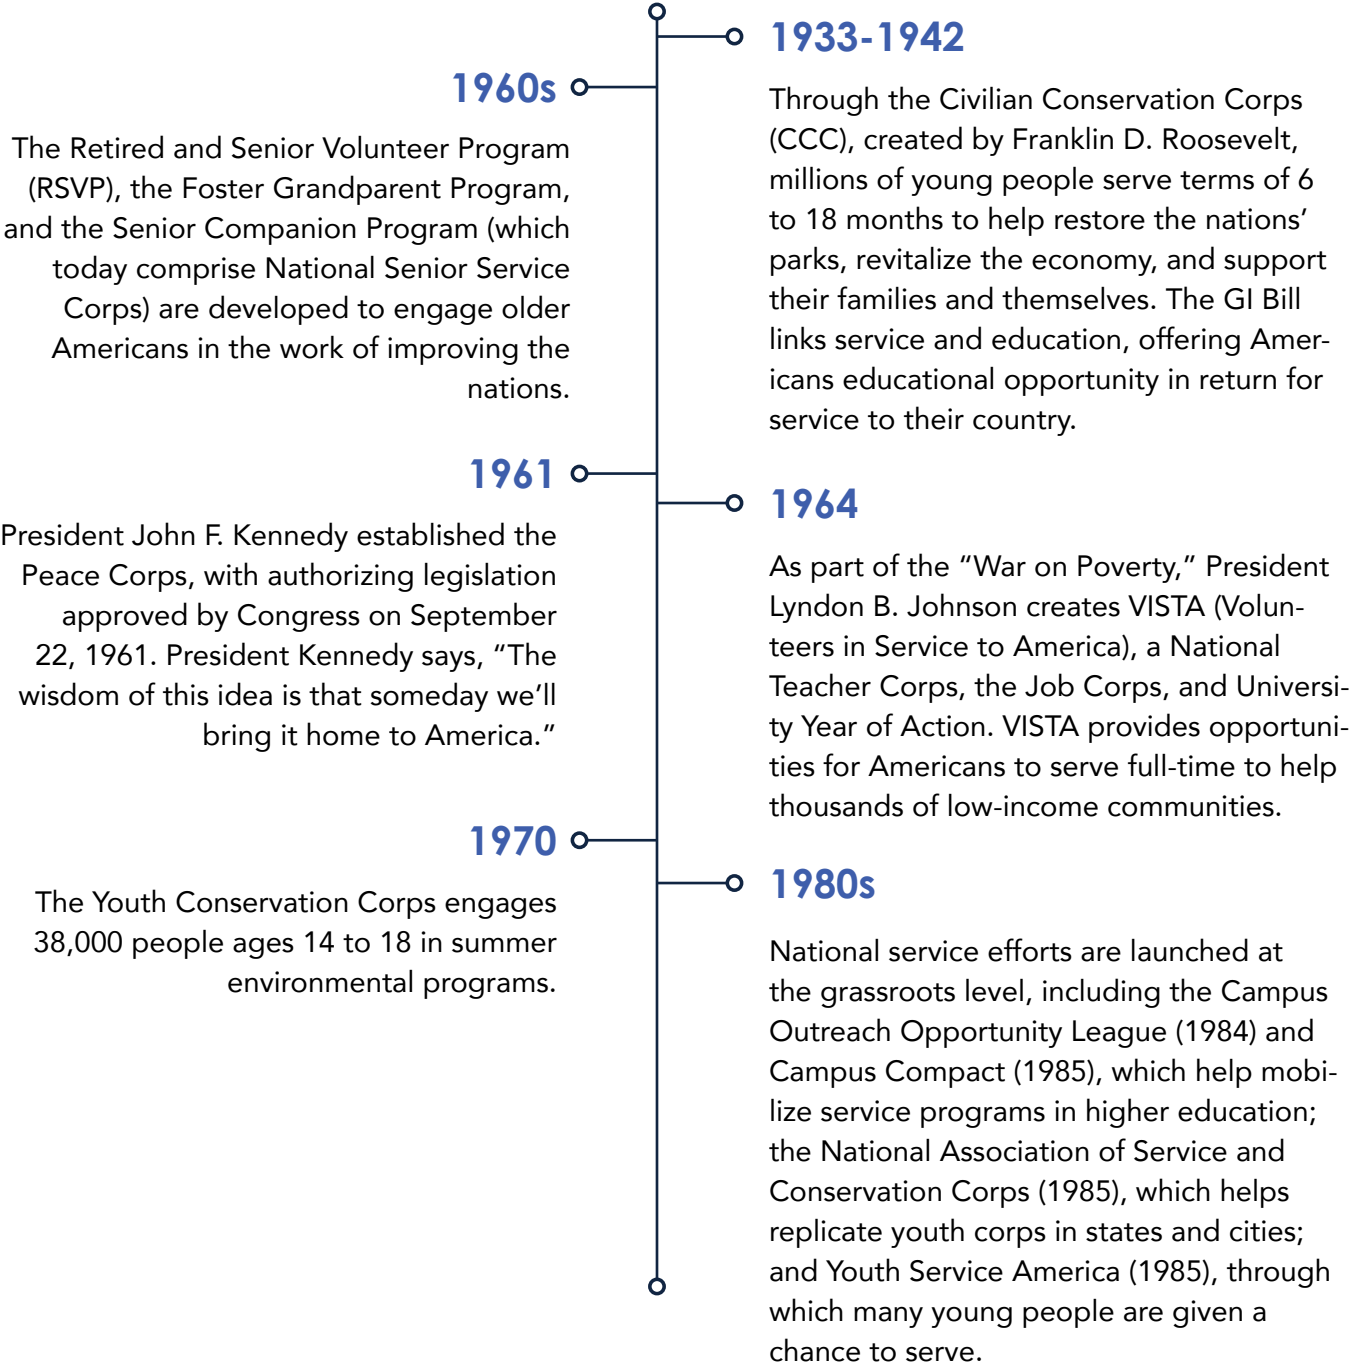 1933-1942
Through the Civilian Conservation Corps
(CCC), created by Franklin D. Roosevelt,
millions of young people serve terms of 6
to 18 months to help restore the nations’
parks, revitalize the economy, and support
their families and themselves. The GI Bill
links service and education, offering Amer-
icans educational opportunity in return for
service to their country.
1960s
The Retired and Senior Volunteer Program
(RSVP), the Foster Grandparent Program,
and the Senior Companion Program (which
today comprise National Senior Service
Corps) are developed to engage older
Americans in the work of improving the
nations.
1961
President John F. Kennedy established the
Peace Corps, with authorizing legislation
approved by Congress on September
22, 1961. President Kennedy says, “The
wisdom of this idea is that someday we’ll
bring it home to America.”
1964
As part of the “War on Poverty,” President
Lyndon B. Johnson creates VISTA (Volun-
teers in Service to America), a National
Teacher Corps, the Job Corps, and Universi-
ty Year of Action. VISTA provides opportuni-
ties for Americans to serve full-time to help
thousands of low-income communities.
1970
The Youth Conservation Corps engages
38,000 people ages 14 to 18 in summer
environmental programs.
1980s
National service efforts are launched at
the grassroots level, including the Campus
Outreach Opportunity League (1984) and
Campus Compact (1985), which help mobi-
lize service programs in higher education;
the National Association of Service and
Conservation Corps (1985), which helps
replicate youth corps in states and cities;
and Youth Service America (1985), through
which many young people are given a
chance to serve.